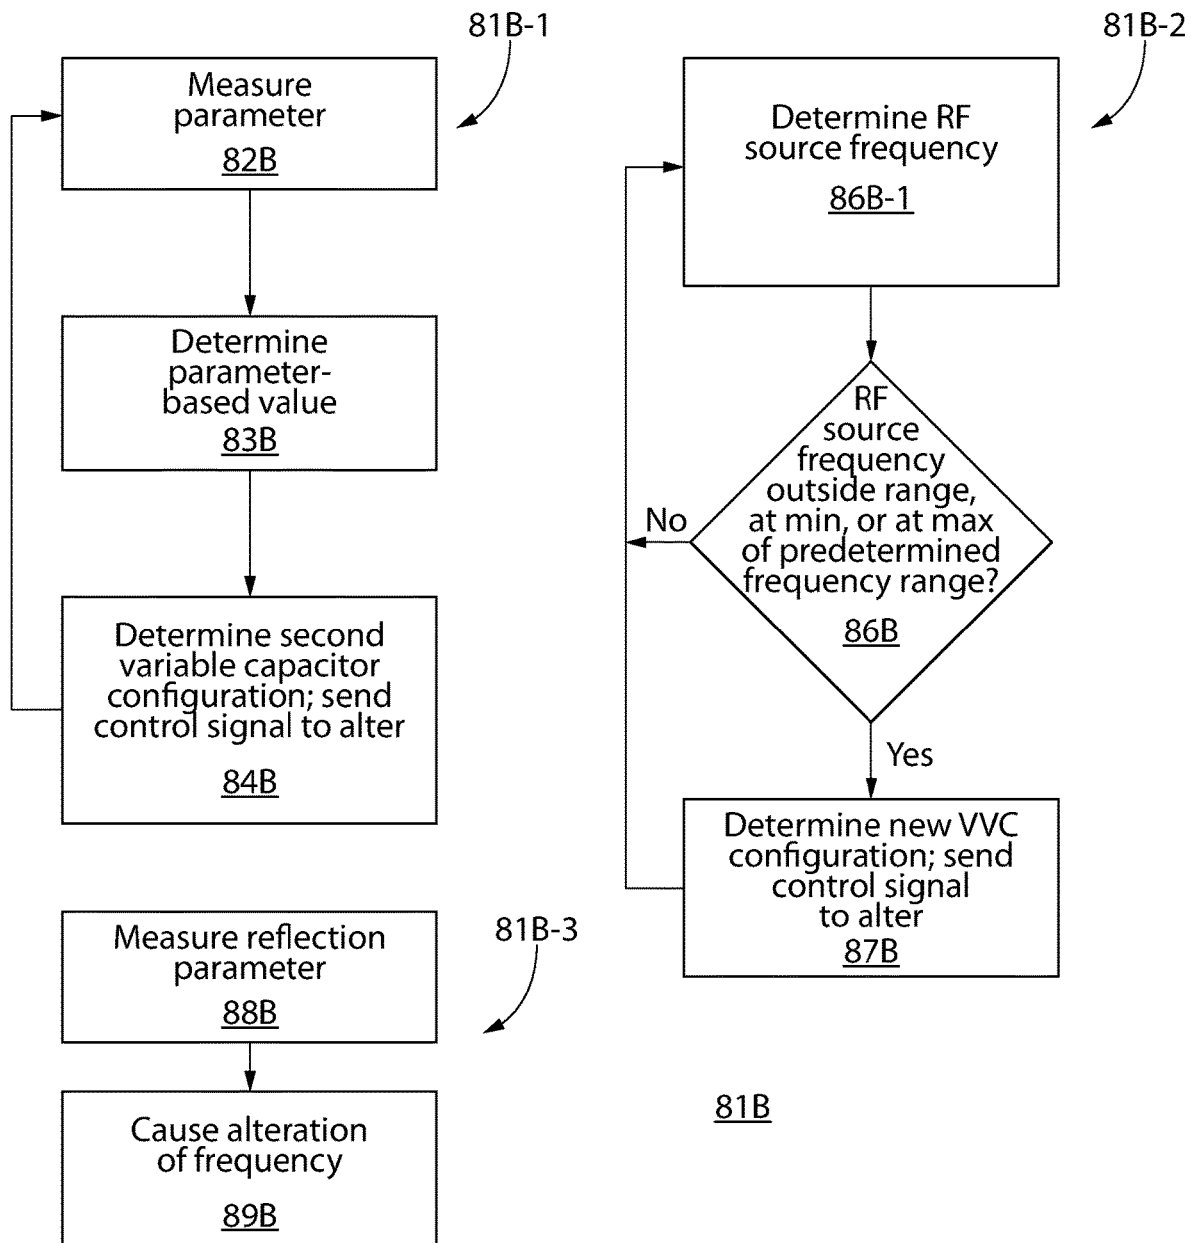 81B-1
Measure
parameter
82B
Determine
parameter-
based value
83B
Determine second
variable capacitor
configuration; send
control signal to alter
84B
81B-2
Determine RF
source frequency
86B-1
RF
source
frequency
outside range,
at min, or at max
of predetermined
frequency range?
86B
No
Yes
Determine new VVC
configuration; send
control signal
to alter
87B
81B-3
Measure reflection
parameter
88B
Cause alteration
of frequency
89B
81B